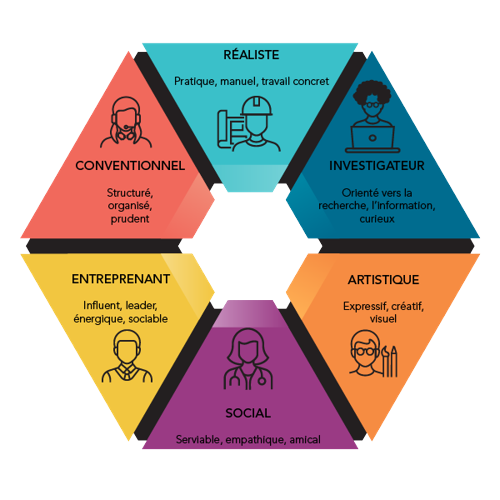 RÉALISTE
Pratique, manuel, travail concret
CONVENTIONNEL
Structuré,
organisé,
prudent
INVESTIGATEUR
Orienté vers la
recherche, l'information,
curieux
ENTREPRENANT
Influent, leader,
énergique, sociable
ARTISTIQUE
Expressif, créatif,
visuel
SOCIAL
Serviable, empathique, amical